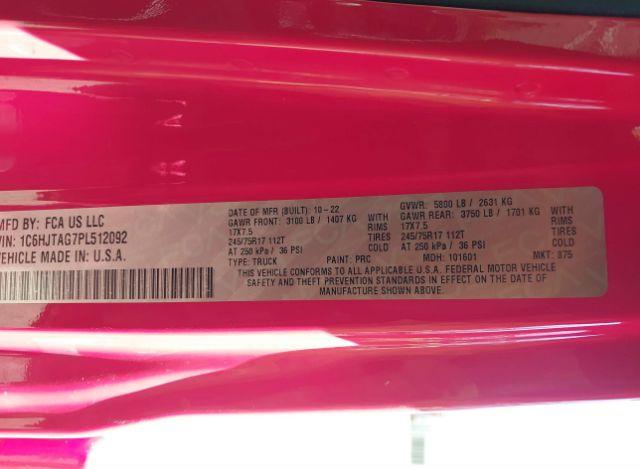 MFD BY: FCA US LLC
VIN: 1C6HJTAG7PL512092
VEHICLE MADE IN: U.S.A.
DATE OF MFR (BUILT): 10-22
GAWR FRONT: 3100 LB / 1407 KG WITH
17X7.5 RIMS
245/75R17 112T TIRES
AT 250 kPA / 36 PSI COLD
TYPE: TRUCK
PAINT: PRC
GVWR: 5800 LB / 2631 KG
GAWR REAR: 3750 LB / 1701 KG WITH
17X7.5 RIMS
245/75R17 112T TIRES
AT 250 kPA / 36 PSI COLD
MDH: 101601
MKT: 875
THIS VEHICLE CONFORMS TO ALL APPLICABLE U.S.A. FEDERAL MOTOR VEHICLE
SAFETY AND THEFT PREVENTION STANDARDS IN EFFECT ON THE DATE OF
MANUFACTURE SHOWN ABOVE.